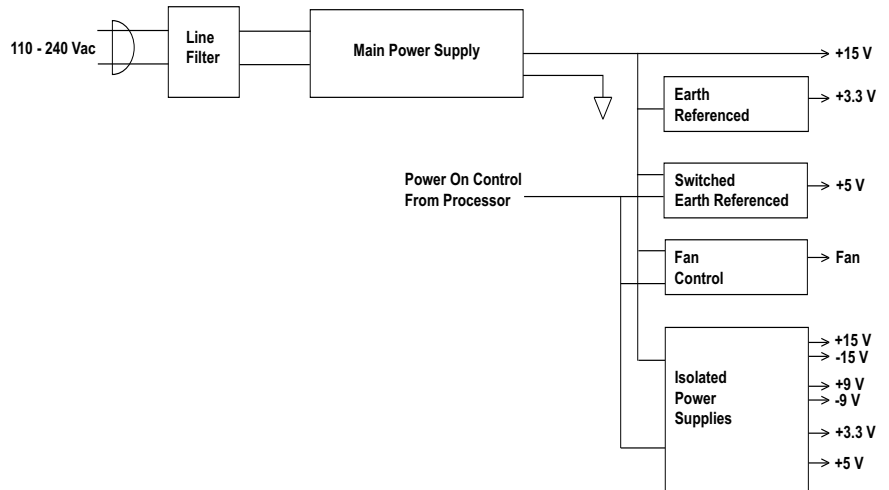 110 - 240 Vac
Line
Filter
Main Power Supply
+15 V
Earth
Referenced
+3.3 V
Power On Control
From Processor
Switched
Earth Referenced
+5 V
Fan
Control
Fan
Isolated
Power
Supplies
+15 V
-15 V
+9 V
-9 V
+3.3 V
+5 V